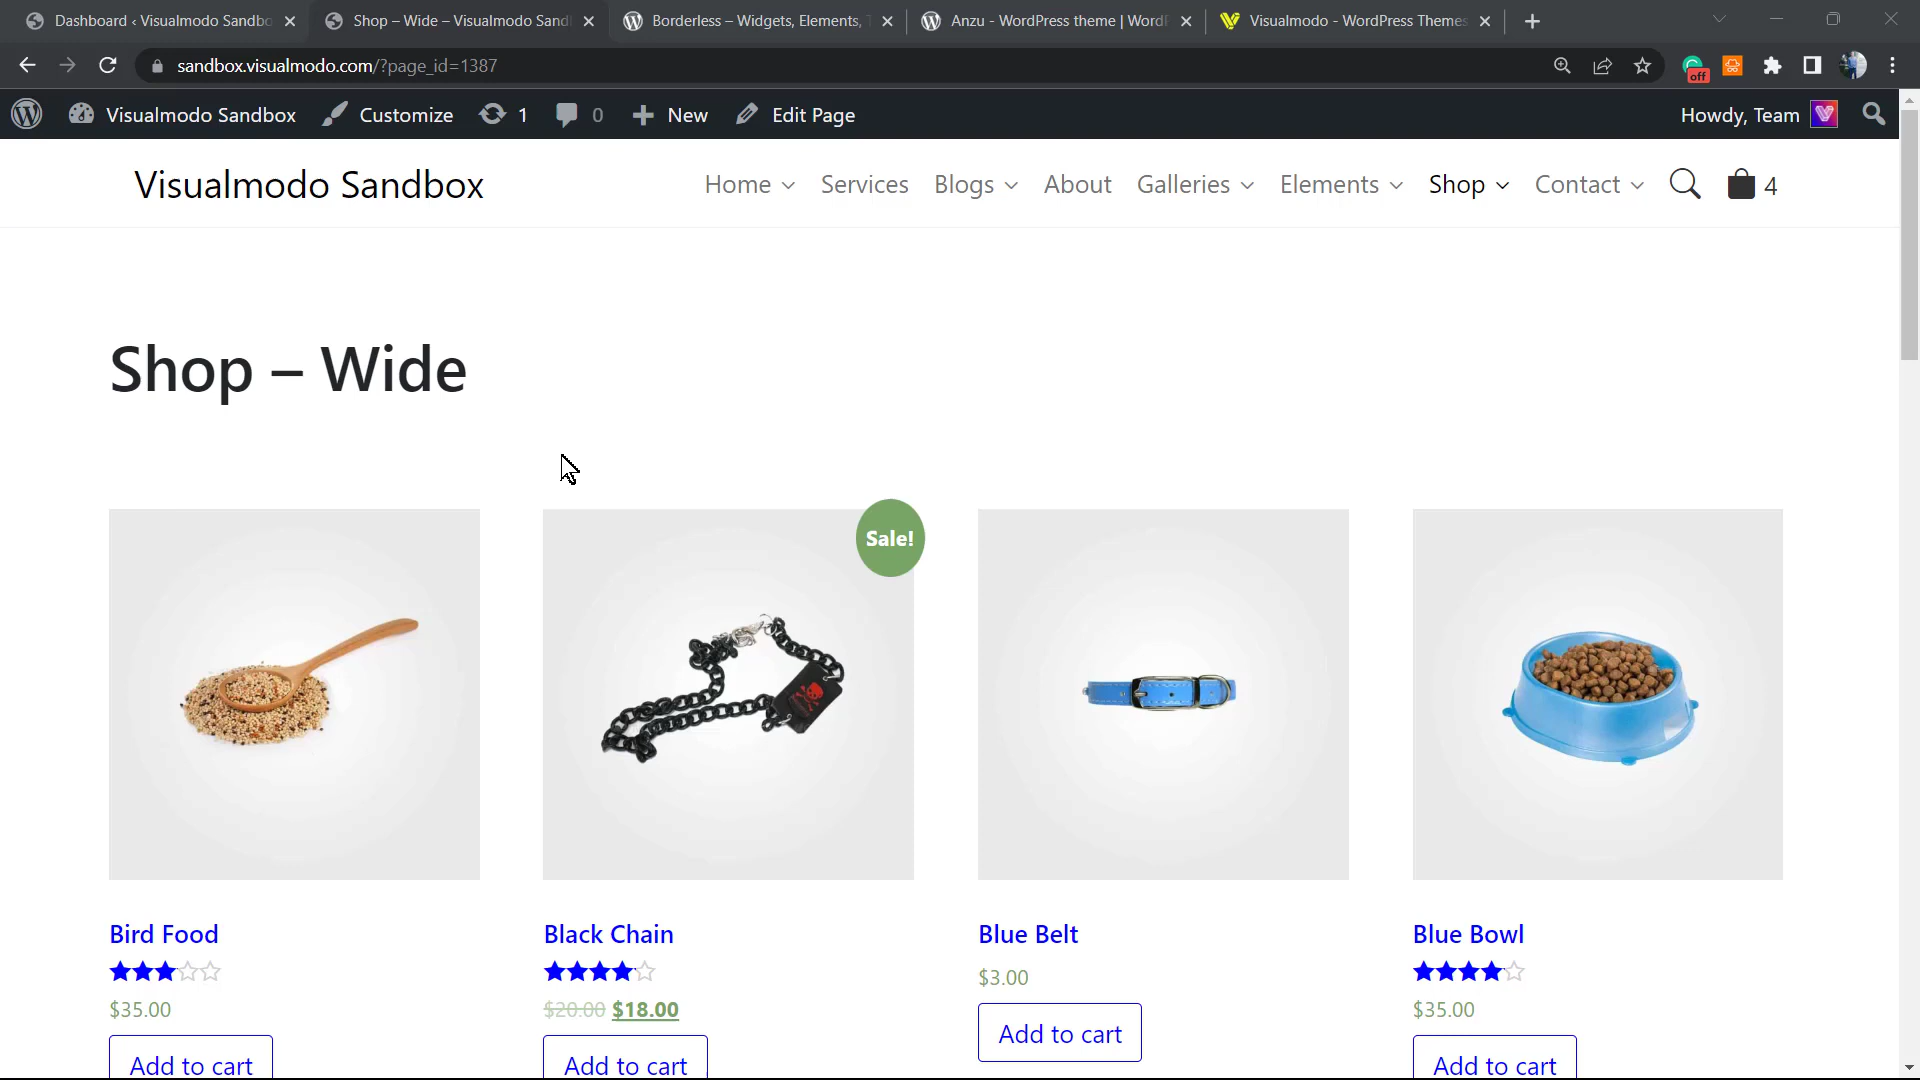 Dashboard ‹ Visualmodo Sandbo
Shop – Wide – Visualmodo Sand
Borderless – Widgets, Elements, T
Anzu - WordPress theme | WordP
Visualmodo - WordPress Themes
sandbox.visualmodo.com/?page_id=1387
off
Visualmodo Sandbox
Customize
1
0
New
Edit Page
Howdy, Team
Visualmodo Sandbox
Home
Services
Blogs
About
Galleries
Elements
Shop
Contact
4
Shop – Wide
Sale!
Bird Food
Black Chain
Blue Belt
Blue Bowl
$3.00
$35.00
$20.00 $18.00
$35.00
Add to cart
Add to cart
Add to cart
Add to cart